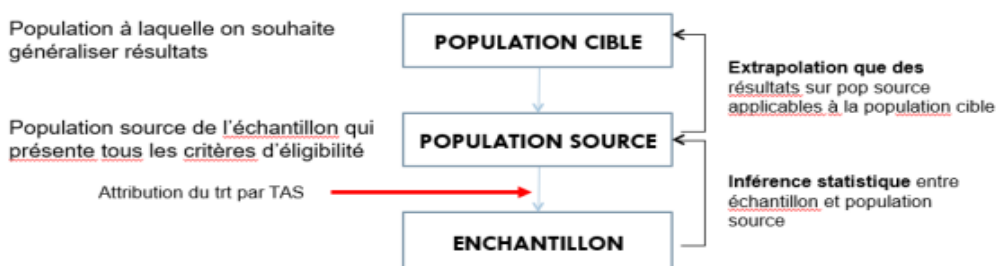 Population à laquelle on souhaite
généraliser résultats
POPULATION CIBLE
Extrapolation que des
résultats sur pop source
applicables à la population cible
Population source de l'échantillon qui
présente tous les critères d'éligibilité
POPULATION SOURCE
Attribution du trt par TAS
Inférence statistique entre
échantillon et population
source
ENCHANTILLON